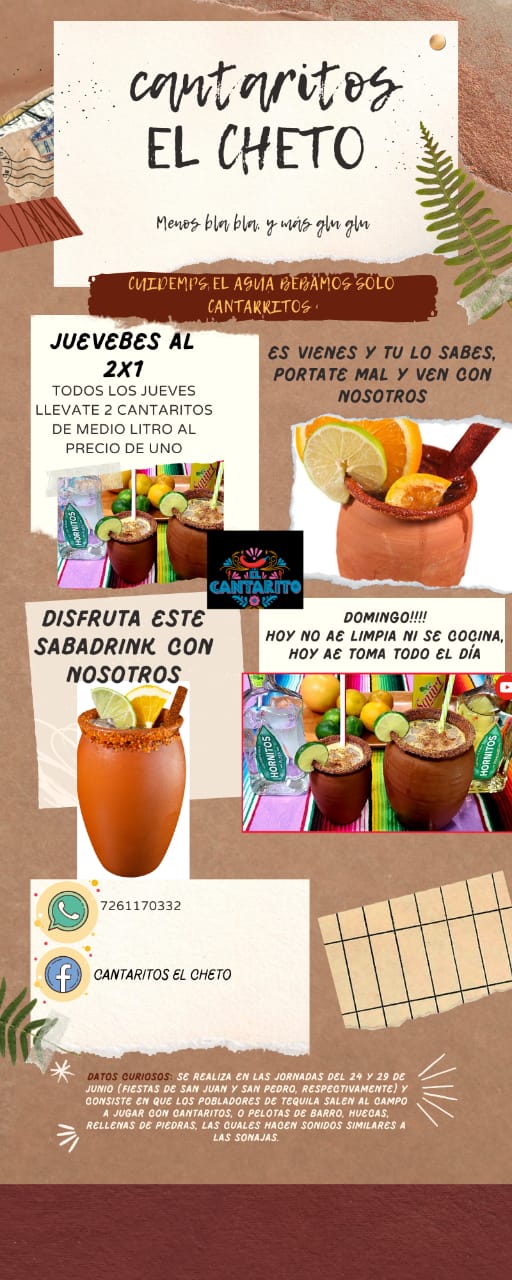 cantaritos
EL CHETO
Menos bla bla, y más glu glu
CUIDEMPS EL AGUA BEBAMOS SOLO
CANTARRITOS
JUEVEBES AL
2X1
TODOS LOS JUEVES
LLEVATE 2 CANTARITOS
DE MEDIO LITRO AL
PRECIO DE UNO
ES VIENES Y TU LO SABES,
PORTATE MAL Y VEN CON
NOSOTROS
HORNITOS
EL
CANTARITO
DISFRUTA ESTE
SABADRINK CON
NOSOTROS
DOMINGO!!!!
HOY NO AE LIMPIA NI SE COCINA,
HOY AE TOMA TODO EL DÍA
HORNITOS
HORNITOS
7261170332
CANTARITOS EL CHETO
DATOS CURIOSOS: SE REALIZA EN LAS JORNADAS DEL 24 Y 29 DE
JUNIO (FIESTAS DE SAN JUAN Y SAN PEDRO, RESPECTIVAMENTE) Y
CONSISTE EN QUE LOS POBLADORES DE TEQUILA SALEN AL CAMPO
A JUGAR CON CANTARITOS, O PELOTAS DE BARRO, HUECAS,
RELLENAS DE PIEDRAS, LAS CUALES HACEN SONIDOS SIMILARES A
LAS SONAJAS.